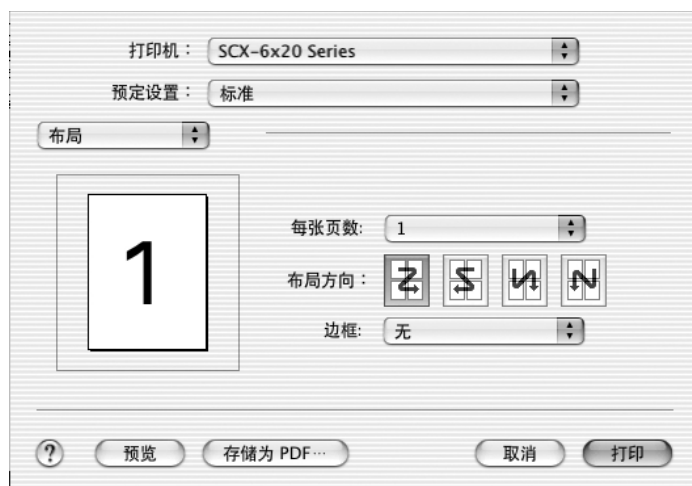 打印机： SCX-6x20 Series
预定设置： 标准
布局
1
每张页数: 1
布局方向：
边框: 无
? 预览 存储为 PDF… 取消 打印